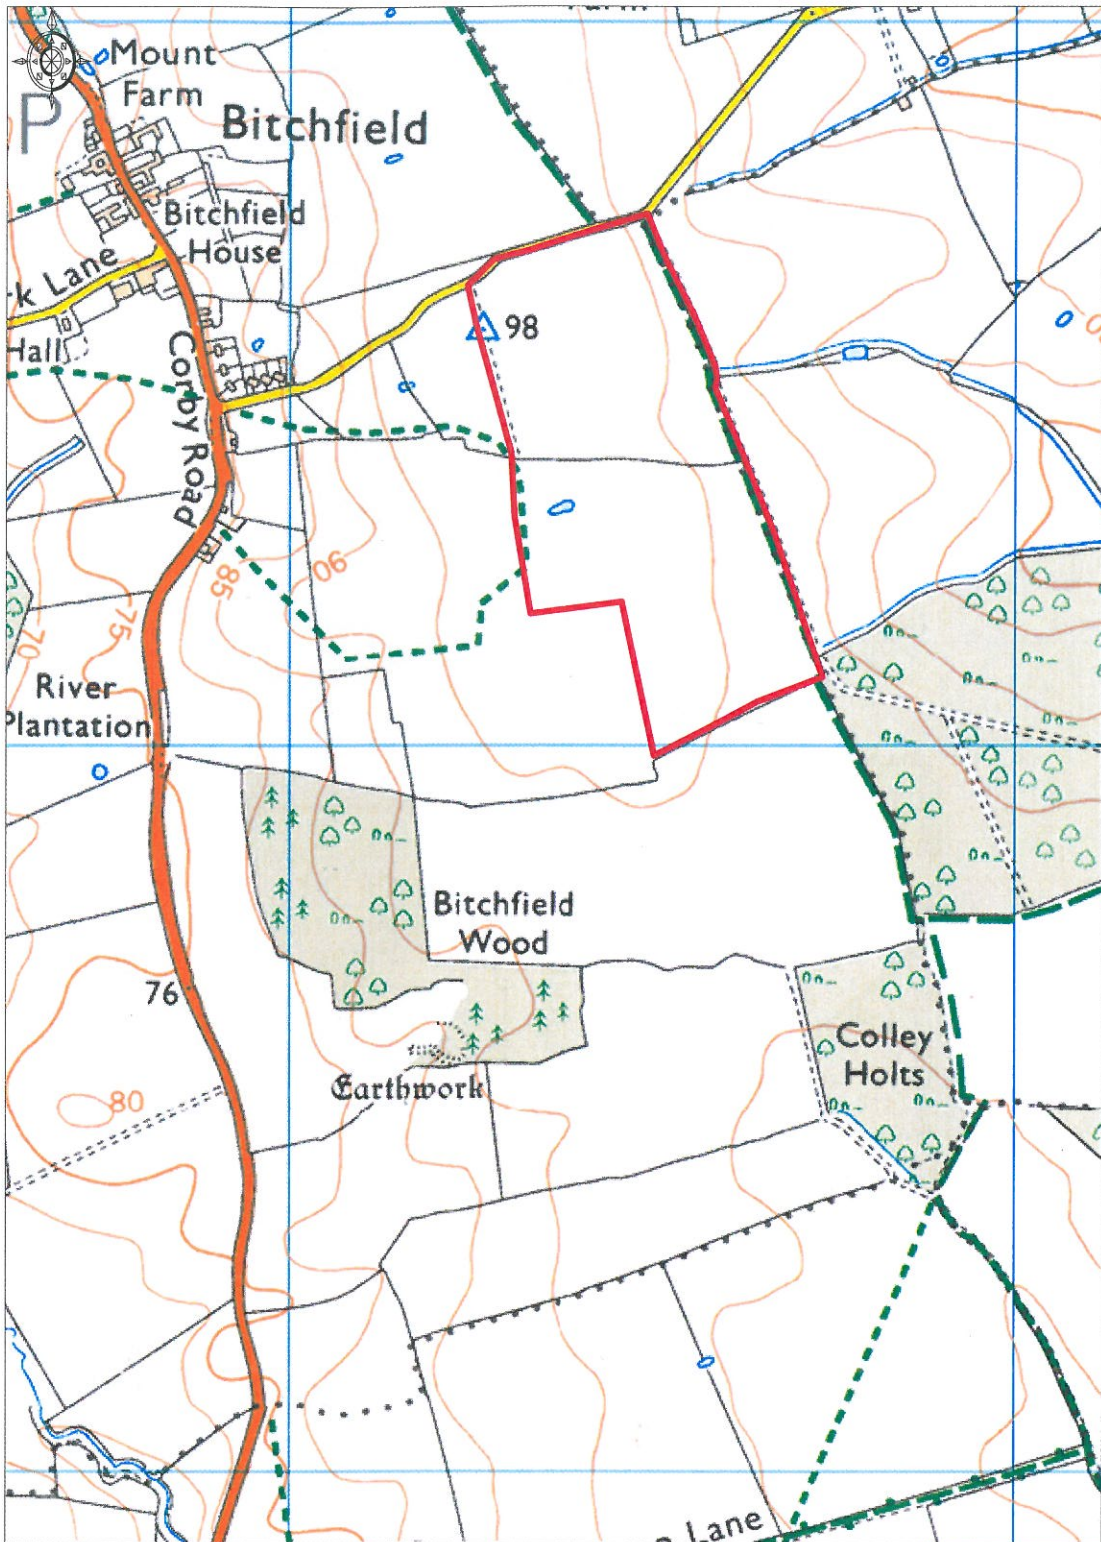 Mount
Farm
P
Bitchfield
Bitchfield
House
k Lane
Hall
98
Corby Road
90
85
75
70
River
Plantation
Bitchfield
Wood
76
Colley
Holts
Earthwork
80
Lane